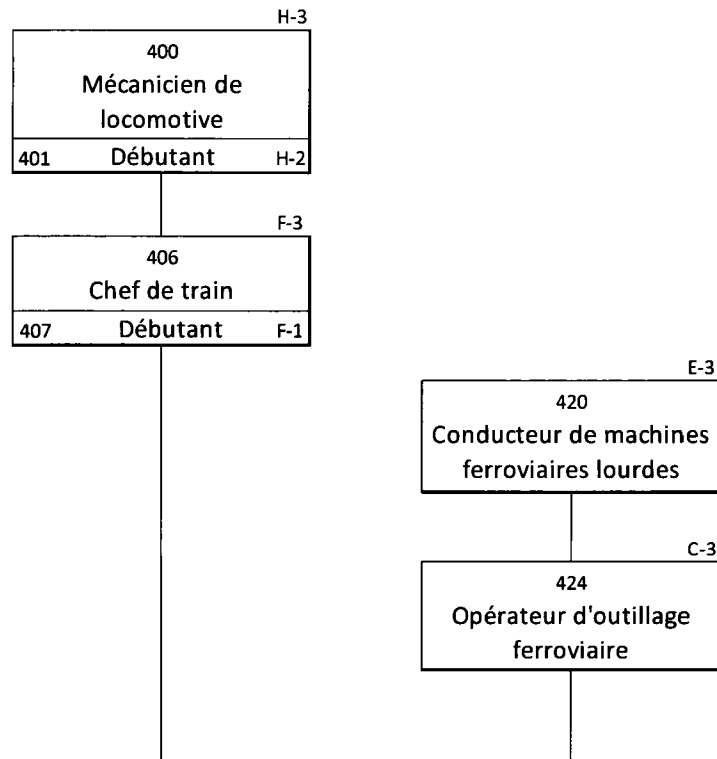 H-3
400
Mécanicien de
locomotive
401 Débutant H-2
F-3
406
Chef de train
407 Débutant F-1
E-3
420
Conducteur de machines
ferroviaires lourdes
C-3
424
Opérateur d'outillage
ferroviaire